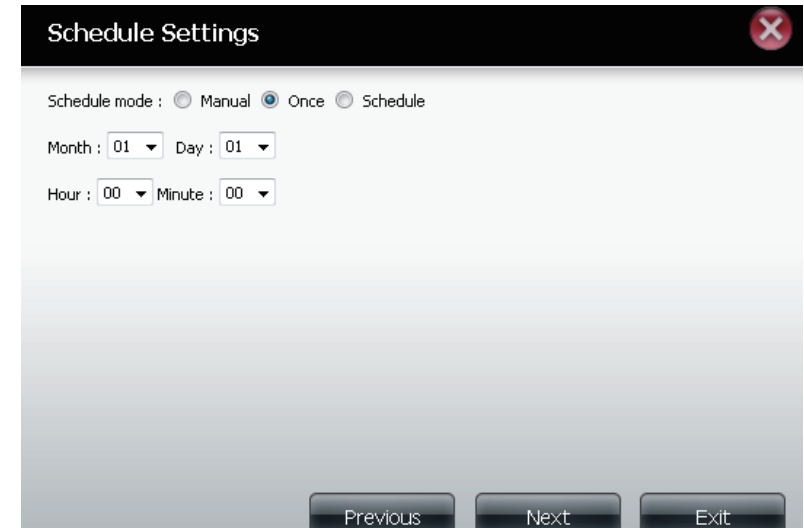 Schedule Settings
Schedule mode : Manual Once Schedule
Month : 01 Day : 01
Hour : 00 Minute : 00
Previous Next Exit